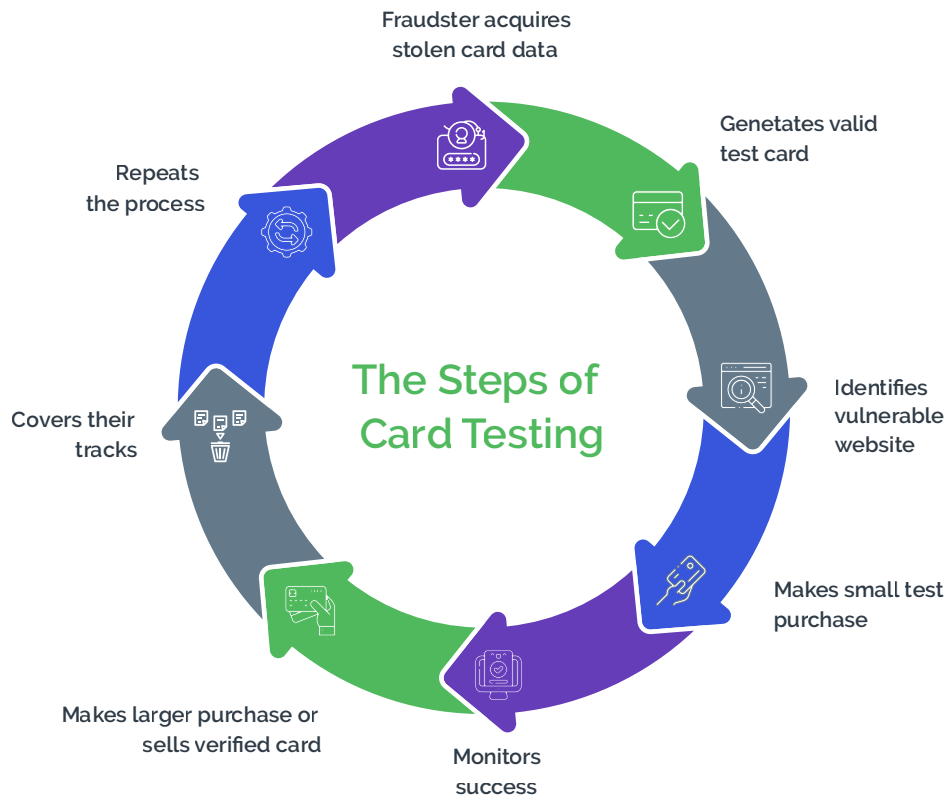 Fraudster acquires
stolen card data
Genetates valid
test card
Repeats
the process
The Steps of
Card Testing
Identifies
vulnerable
website
Covers their
tracks
Makes small test
purchase
Makes larger purchase or
sells verified card
Monitors
success